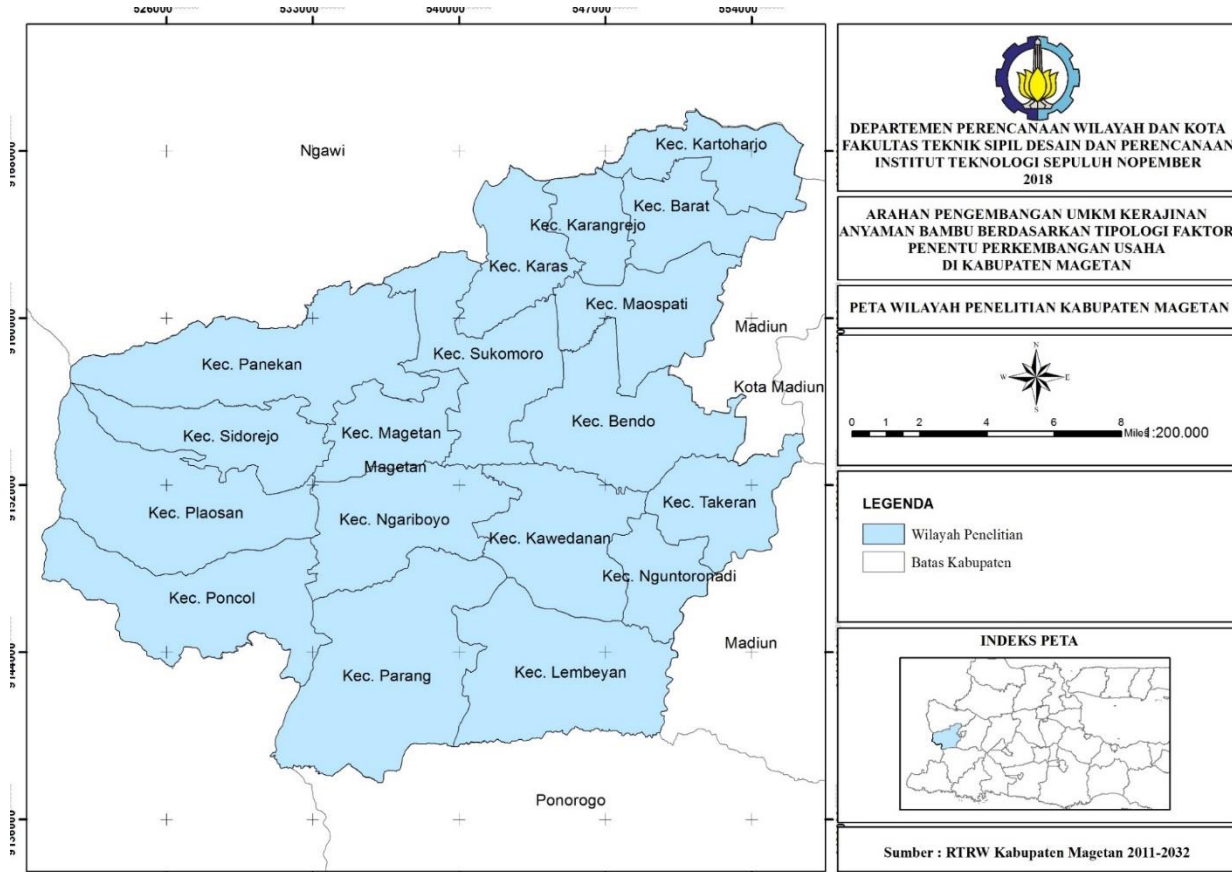 526000 533000 540000 547000 554000
Ngawi
Kec. Kartoharjo
Kec. Barat
Kec. Karangrejo
Kec. Karas
Kec. Maospati
Madiun
Kec. Sukomoro
Kec. Panekan
Kota Madiun
Kec. Bendo
Kec. Sidorejo
Kec. Magetan
Magetan
Kec. Takeran
Kec. Plaosan
Kec. Ngariboyo
Kec. Kawedanan
Kec. Nguntoronadi
Kec. Poncol
Madiun
Kec. Parang
Kec. Lembeyan
Ponorogo
DEPARTEMEN PERENCANAAN WILAYAH DAN KOTA
FAKULTAS TEKNIK SIPIL DESAIN DAN PERENCANAAN
INSTITUT TEKNOLOGI SEPULUH NOPEMBER
2018
ARAHAN PENGEMBANGAN UMKM KERAJINAN
ANYAMAN BAMBU BERDASARKAN TIPOLOGI FAKTOR
PENENTU PERKEMBANGAN USAHA
DI KABUPATEN MAGETAN
PETA WILAYAH PENELITIAN KABUPATEN MAGETAN
N
W E
S
0 1 2 4 6 8
Miles 1:200.000
LEGENDA
Wilayah Penelitian
Batas Kabupaten
INDEKS PETA
Sumber : RTRW Kabupaten Magetan 2011-2032